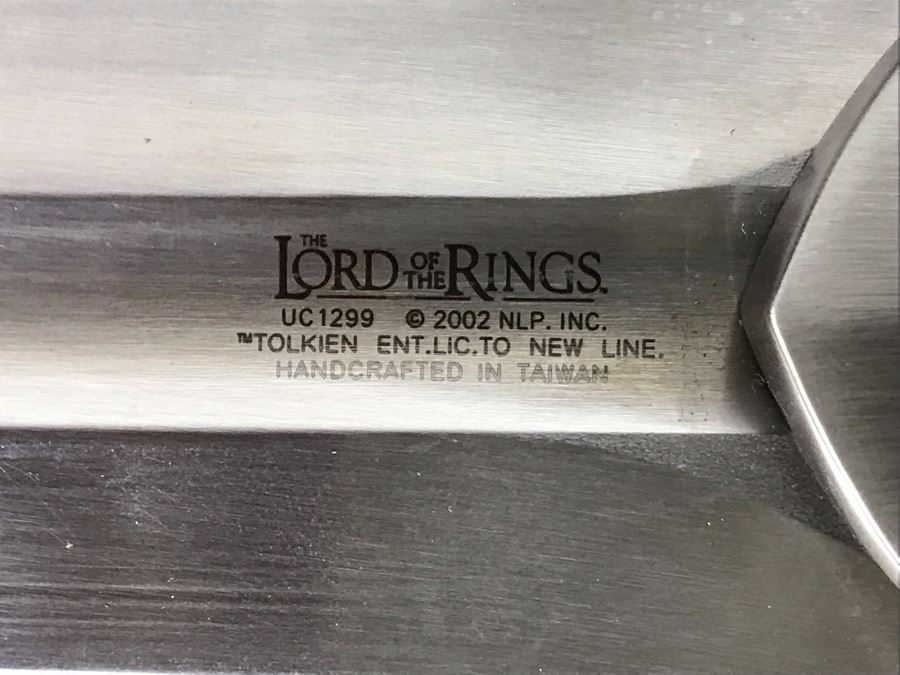 THE LORD OF THE RINGS.
UC1299 © 2002 NLP. INC.
™TOLKIEN ENT.LIC.TO NEW LINE.
HANDCRAFTED IN TAIWAN